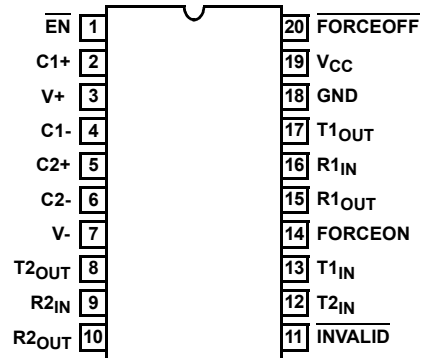 EN 1 20 FORCEOFF
C1+ 2 19 VCC
V+ 3 18 GND
C1- 4 17 T1OUT
C2+ 5 16 R1IN
C2- 6 15 R1OUT
V- 7 14 FORCEON
T2OUT 8 13 T1IN
R2IN 9 12 T2IN
R2OUT 10 11 INVALID